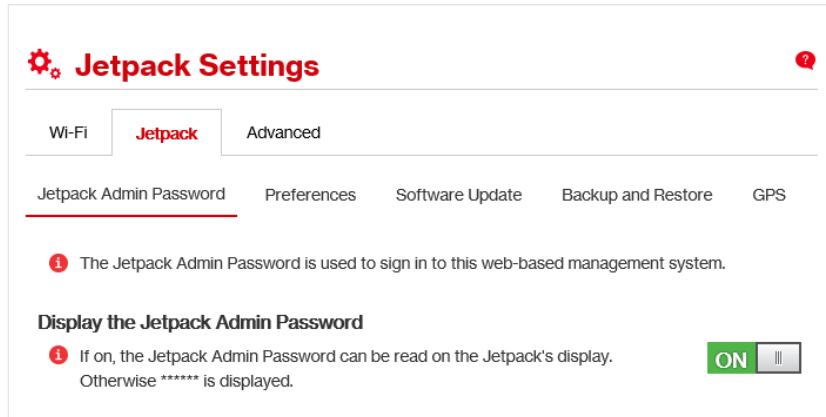 Jetpack Settings
?
Wi-Fi Jetpack Advanced
Jetpack Admin Password Preferences Software Update Backup and Restore GPS
i The Jetpack Admin Password is used to sign in to this web-based management system.
Display the Jetpack Admin Password
i If on, the Jetpack Admin Password can be read on the Jetpack's display.
Otherwise ****** is displayed.
ON